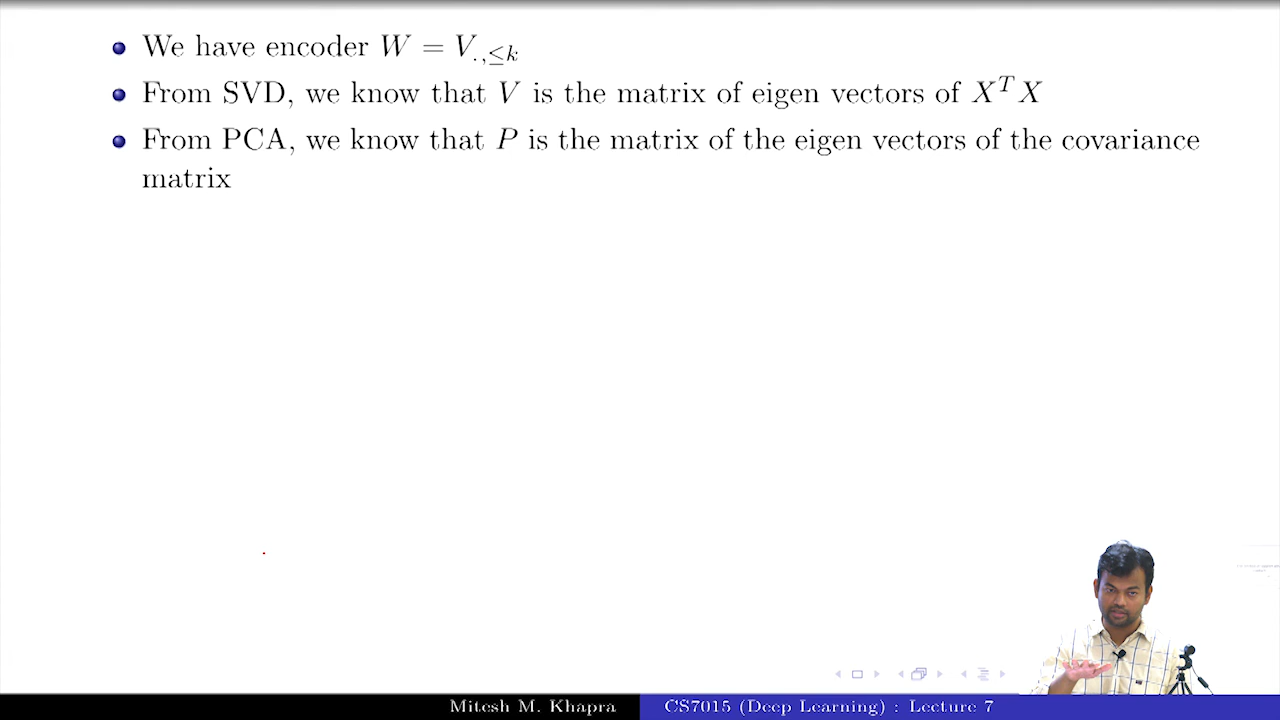 We have encoder $W = V_{.,\leq k}$
From SVD, we know that $V$ is the matrix of eigen vectors of $X^T X$
From PCA, we know that $P$ is the matrix of the eigen vectors of the covariance
matrix
Mitesh M. Khapra CS7015 (Deep Learning) : Lecture 7